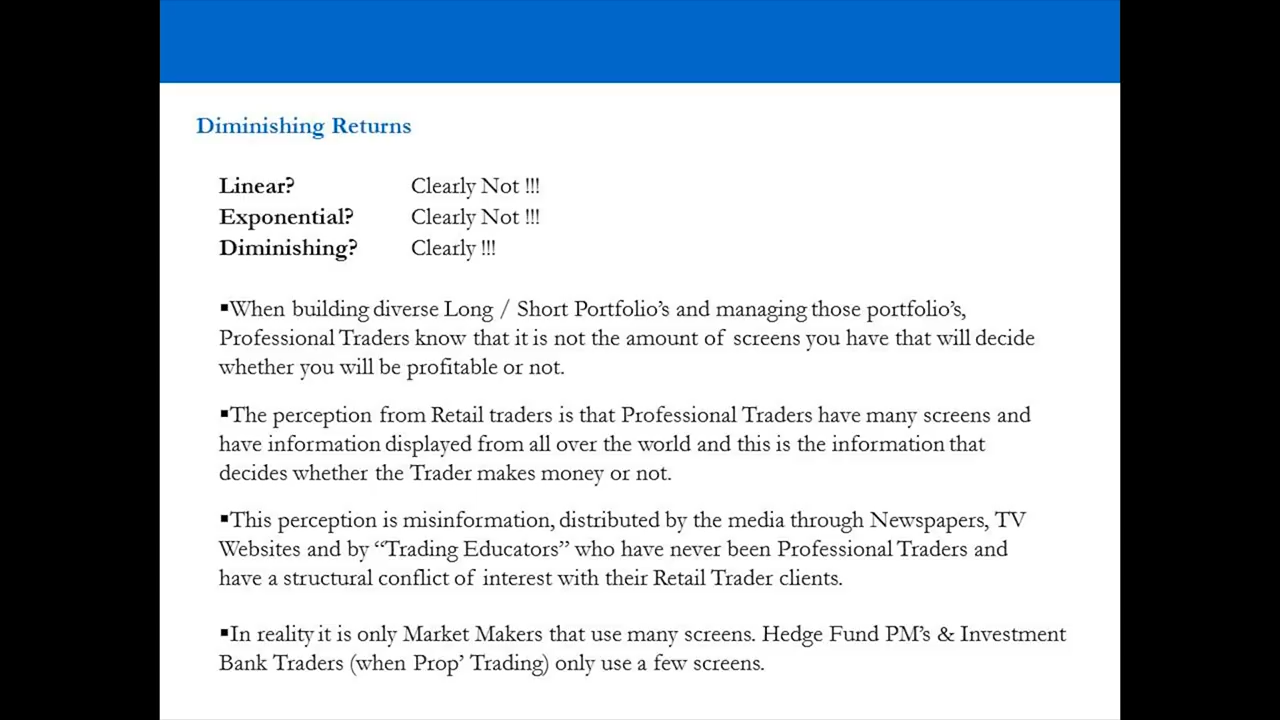 Diminishing Returns
Linear? Clearly Not !!!
Exponential? Clearly Not !!!
Diminishing? Clearly !!!
▪When building diverse Long / Short Portfolio’s and managing those portfolio’s,
Professional Traders know that it is not the amount of screens you have that will decide
whether you will be profitable or not.
▪The perception from Retail traders is that Professional Traders have many screens and
have information displayed from all over the world and this is the information that
decides whether the Trader makes money or not.
▪This perception is misinformation, distributed by the media through Newspapers, TV
Websites and by “Trading Educators” who have never been Professional Traders and
have a structural conflict of interest with their Retail Trader clients.
▪In reality it is only Market Makers that use many screens. Hedge Fund PM’s & Investment
Bank Traders (when Prop’ Trading) only use a few screens.